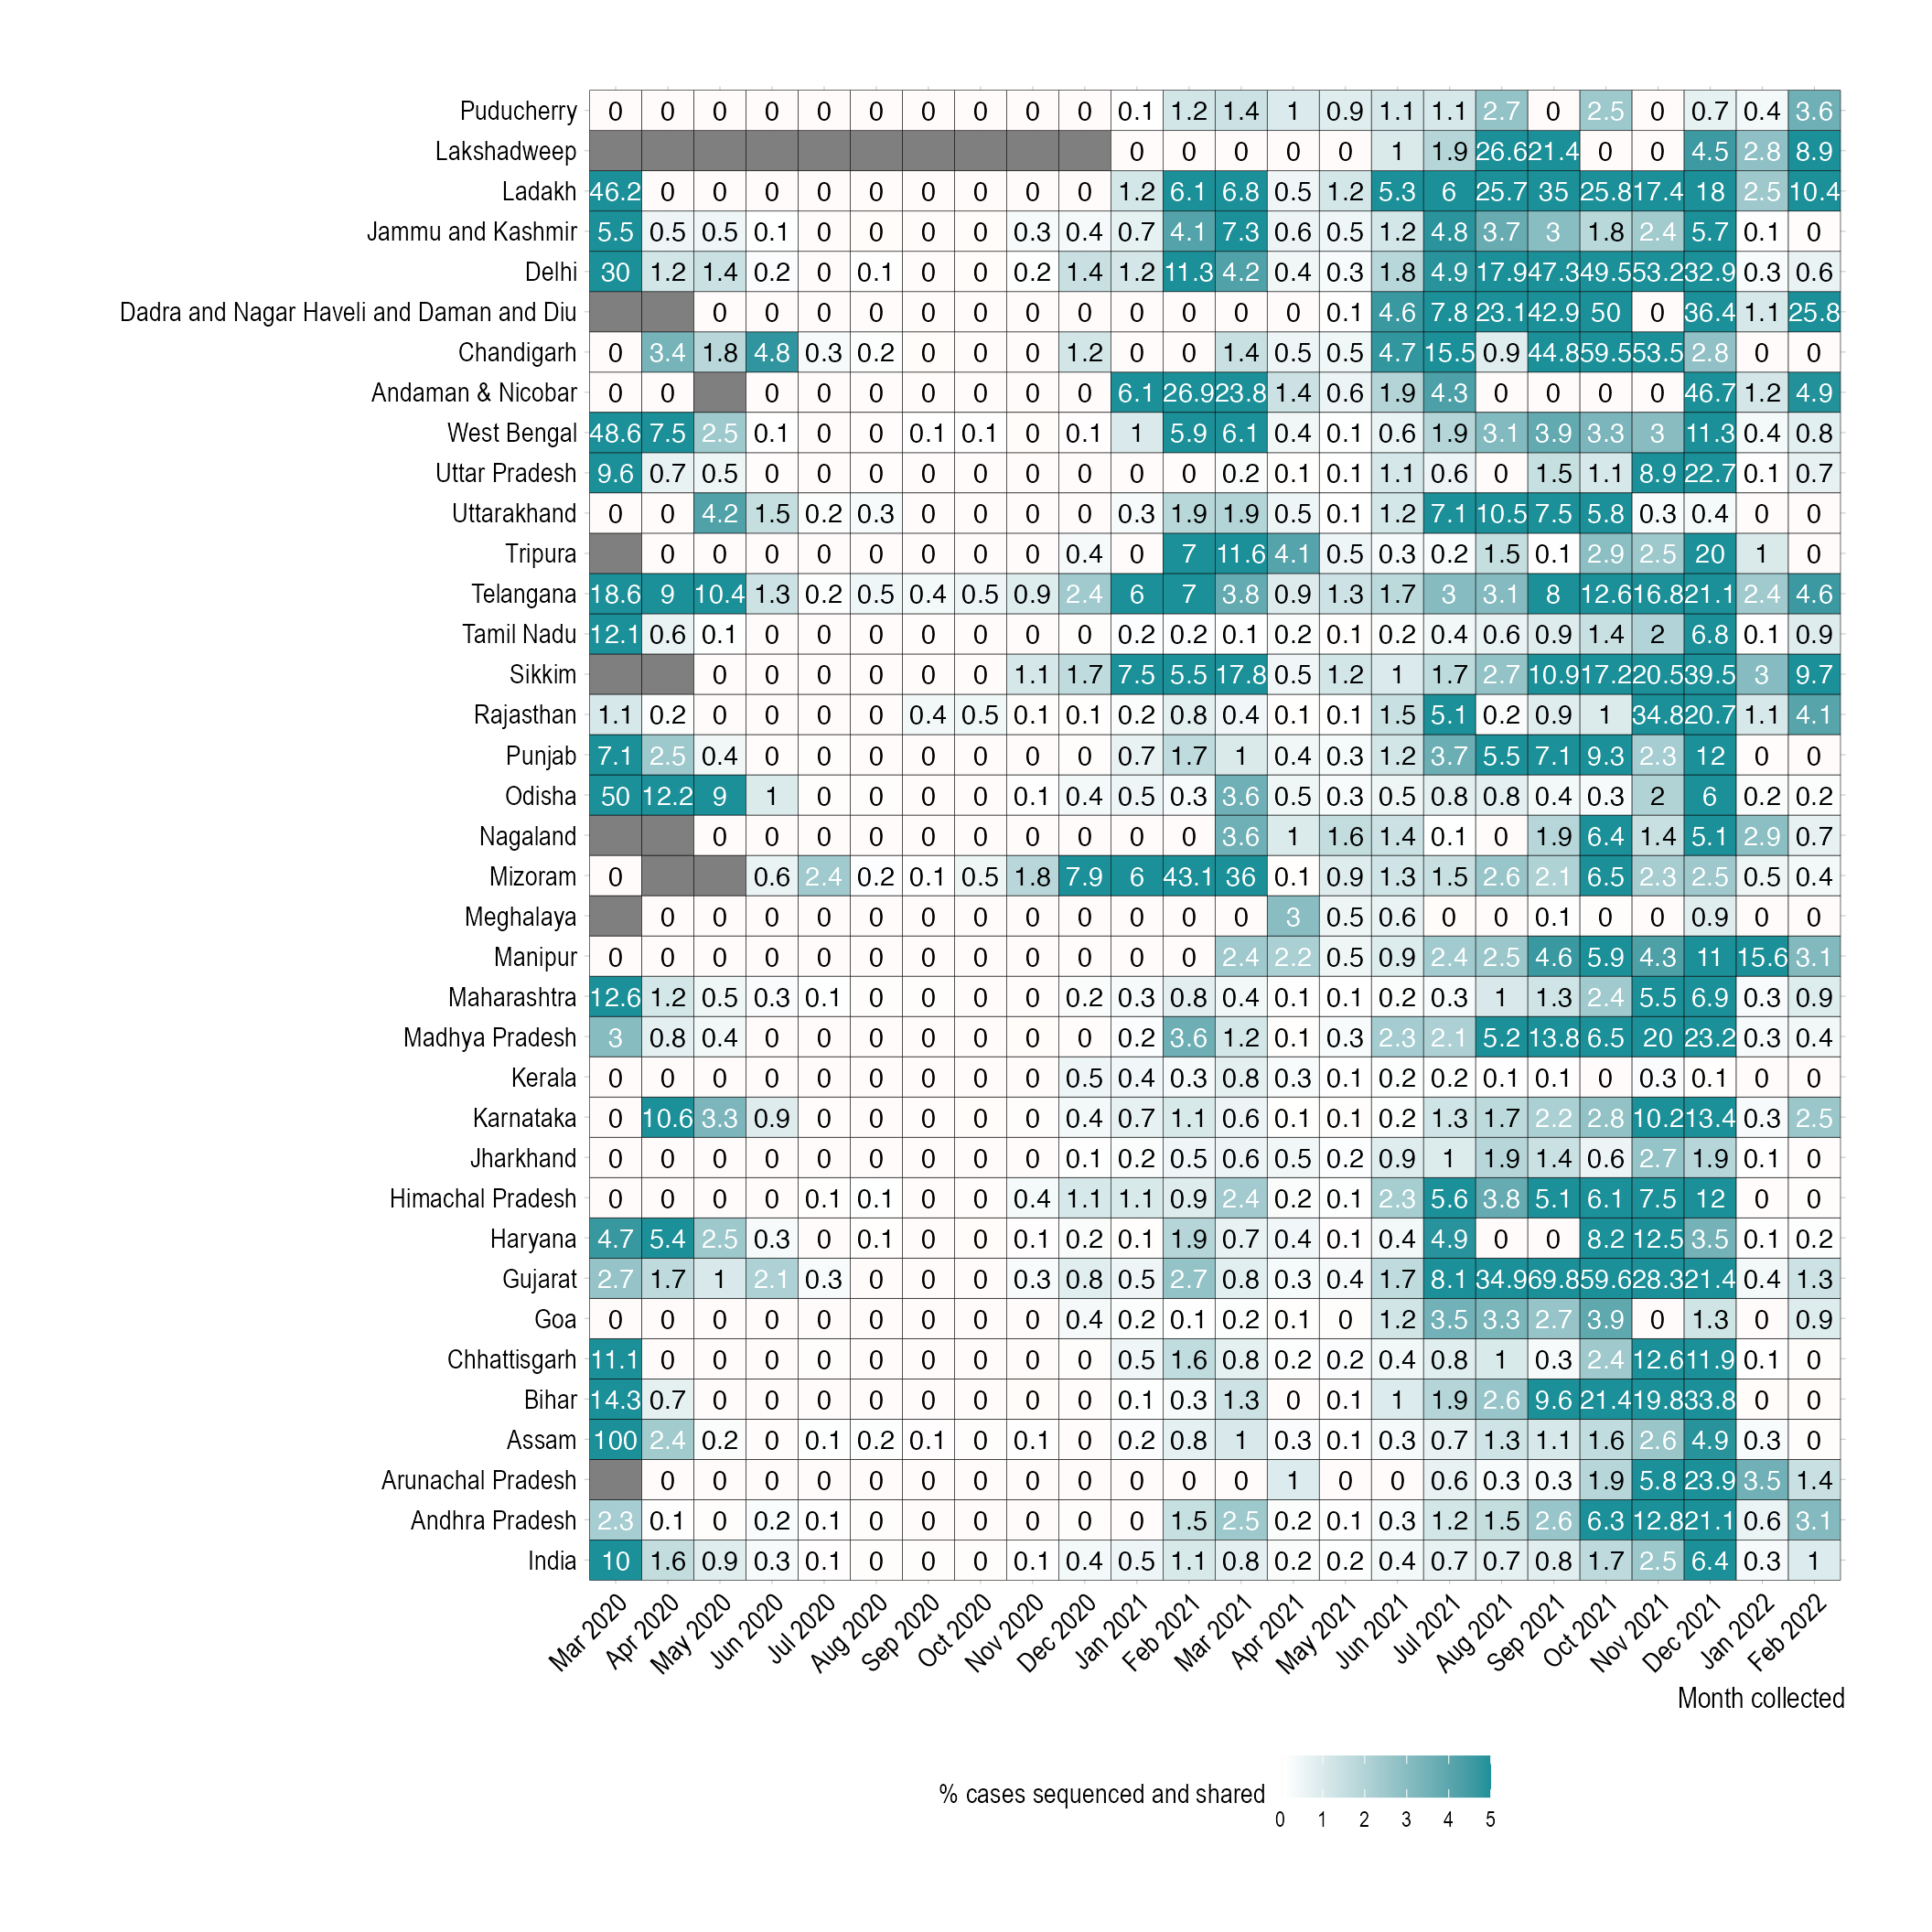 Puducherry 0 0 0 0 0 0 0 0 0 0 0.1 1.2 1.4 1 0.9 1.1 1.1 2.7 0 2.5 0 0.7 0.4 3.6
Lakshadweep 0 0 0 0 0 1 1.9 26.6 21.4 0 0 4.5 2.8 8.9
Ladakh 46.2 0 0 0 0 0 0 0 0 0 1.2 6.1 6.8 0.5 1.2 5.3 6 25.7 35 25.8 17.4 18 2.5 10.4
Jammu and Kashmir 5.5 0.5 0.5 0.1 0 0 0 0 0.3 0.4 0.7 4.1 7.3 0.6 0.5 1.2 4.8 3.7 3 1.8 2.4 5.7 0.1 0
Delhi 30 1.2 1.4 0.2 0 0.1 0 0 0.2 1.4 1.2 11.3 4.2 0.4 0.3 1.8 4.9 17.9 47.3 49.5 53.2 32.9 0.3 0.6
Dadra and Nagar Haveli and Daman and Diu 0 0 0 0 0 0 0 0 0 0 0 0 0.1 4.6 7.8 23.1 42.9 50 0 36.4 1.1 25.8
Chandigarh 0 3.4 1.8 4.8 0.3 0.2 0 0 0 1.2 0 0 1.4 0.5 0.5 4.7 15.5 0.9 44.8 59.5 53.5 2.8 0 0
Andaman & Nicobar 0 0 0 0 0 0 0 0 0 6.1 26.9 23.8 1.4 0.6 1.9 4.3 0 0 0 0 46.7 1.2 4.9
West Bengal 48.6 7.5 2.5 0.1 0 0 0.1 0.1 0 0.1 1 5.9 6.1 0.4 0.1 0.6 1.9 3.1 3.9 3.3 3 11.3 0.4 0.8
Uttar Pradesh 9.6 0.7 0.5 0 0 0 0 0 0 0 0 0 0.2 0.1 0.1 1.1 0.6 0 1.5 1.1 8.9 22.7 0.1 0.7
Uttarakhand 0 0 4.2 1.5 0.2 0.3 0 0 0 0 0.3 1.9 1.9 0.5 0.1 1.2 7.1 10.5 7.5 5.8 0.3 0.4 0 0
Tripura 0 0 0 0 0 0 0 0 0.4 0 7 11.6 4.1 0.5 0.3 0.2 1.5 0.1 2.9 2.5 20 1 0
Telangana 18.6 9 10.4 1.3 0.2 0.5 0.4 0.5 0.9 2.4 6 7 3.8 0.9 1.3 1.7 3 3.1 8 12.6 16.8 21.1 2.4 4.6
Tamil Nadu 12.1 0.6 0.1 0 0 0 0 0 0 0 0.2 0.2 0.1 0.2 0.1 0.2 0.4 0.6 0.9 1.4 2 6.8 0.1 0.9
Sikkim 0 0 0 0 0 0 1.1 1.7 7.5 5.5 17.8 0.5 1.2 1 1.7 2.7 10.9 17.2 20.5 39.5 3 9.7
Rajasthan 1.1 0.2 0 0 0 0 0.4 0.5 0.1 0.1 0.2 0.8 0.4 0.1 0.1 1.5 5.1 0.2 0.9 1 34.8 20.7 1.1 4.1
Punjab 7.1 2.5 0.4 0 0 0 0 0 0 0 0.7 1.7 1 0.4 0.3 1.2 3.7 5.5 7.1 9.3 2.3 12 0 0
Odisha 50 12.2 9 1 0 0 0 0 0.1 0.4 0.5 0.3 3.6 0.5 0.3 0.5 0.8 0.8 0.4 0.3 2 6 0.2 0.2
Nagaland 0 0 0 0 0 0 0 0 0 0 3.6 1 1.6 1.4 0.1 0 1.9 6.4 1.4 5.1 2.9 0.7
Mizoram 0 0.6 2.4 0.2 0.1 0.5 1.8 7.9 6 43.1 36 0.1 0.9 1.3 1.5 2.6 2.1 6.5 2.3 2.5 0.5 0.4
Meghalaya 0 0 0 0 0 0 0 0 0 0 0 0 3 0.5 0.6 0 0 0.1 0 0 0.9 0 0
Manipur 0 0 0 0 0 0 0 0 0 0 0 0 2.4 2.2 0.5 0.9 2.4 2.5 4.6 5.9 4.3 11 15.6 3.1
Maharashtra 12.6 1.2 0.5 0.3 0.1 0 0 0 0 0.2 0.3 0.8 0.4 0.1 0.1 0.2 0.3 1 1.3 2.4 5.5 6.9 0.3 0.9
Madhya Pradesh 3 0.8 0.4 0 0 0 0 0 0 0 0.2 3.6 1.2 0.1 0.3 2.3 2.1 5.2 13.8 6.5 20 23.2 0.3 0.4
Kerala 0 0 0 0 0 0 0 0 0 0.5 0.4 0.3 0.8 0.3 0.1 0.2 0.2 0.1 0.1 0 0.3 0.1 0 0
Karnataka 0 10.6 3.3 0.9 0 0 0 0 0 0.4 0.7 1.1 0.6 0.1 0.1 0.2 1.3 1.7 2.2 2.8 10.2 13.4 0.3 2.5
Jharkhand 0 0 0 0 0 0 0 0 0 0.1 0.2 0.5 0.6 0.5 0.2 0.9 1 1.9 1.4 0.6 2.7 1.9 0.1 0
Himachal Pradesh 0 0 0 0 0.1 0.1 0 0 0.4 1.1 1.1 0.9 2.4 0.2 0.1 2.3 5.6 3.8 5.1 6.1 7.5 12 0 0
Haryana 4.7 5.4 2.5 0.3 0 0.1 0 0 0.1 0.2 0.1 1.9 0.7 0.4 0.1 0.4 4.9 0 0 8.2 12.5 3.5 0.1 0.2
Gujarat 2.7 1.7 1 2.1 0.3 0 0 0 0.3 0.8 0.5 2.7 0.8 0.3 0.4 1.7 8.1 34.9 69.8 59.6 28.3 21.4 0.4 1.3
Goa 0 0 0 0 0 0 0 0 0 0.4 0.2 0.1 0.2 0.1 0 1.2 3.5 3.3 2.7 3.9 0 1.3 0 0.9
Chhattisgarh 11.1 0 0 0 0 0 0 0 0 0 0.5 1.6 0.8 0.2 0.2 0.4 0.8 1 0.3 2.4 12.6 11.9 0.1 0
Bihar 14.3 0.7 0 0 0 0 0 0 0 0 0.1 0.3 1.3 0 0.1 1 1.9 2.6 9.6 21.4 19.8 33.8 0 0
Assam 100 2.4 0.2 0 0.1 0.2 0.1 0 0.1 0 0.2 0.8 1 0.3 0.1 0.3 0.7 1.3 1.1 1.6 2.6 4.9 0.3 0
Arunachal Pradesh 0 0 0 0 0 0 0 0 0 0 0 0 1 0 0 0.6 0.3 0.3 1.9 5.8 23.9 3.5 1.4
Andhra Pradesh 2.3 0.1 0 0.2 0.1 0 0 0 0 0 0 1.5 2.5 0.2 0.1 0.3 1.2 1.5 2.6 6.3 12.8 21.1 0.6 3.1
India 10 1.6 0.9 0.3 0.1 0 0 0 0.1 0.4 0.5 1.1 0.8 0.2 0.2 0.4 0.7 0.7 0.8 1.7 2.5 6.4 0.3 1
Mar 2020 Apr 2020 May 2020 Jun 2020 Jul 2020 Aug 2020 Sep 2020 Oct 2020 Nov 2020 Dec 2020 Jan 2021 Feb 2021 Mar 2021 Apr 2021 May 2021 Jun 2021 Jul 2021 Aug 2021 Sep 2021 Oct 2021 Nov 2021 Dec 2021 Jan 2022 Feb 2022
Month collected
% cases sequenced and shared
0 1 2 3 4 5